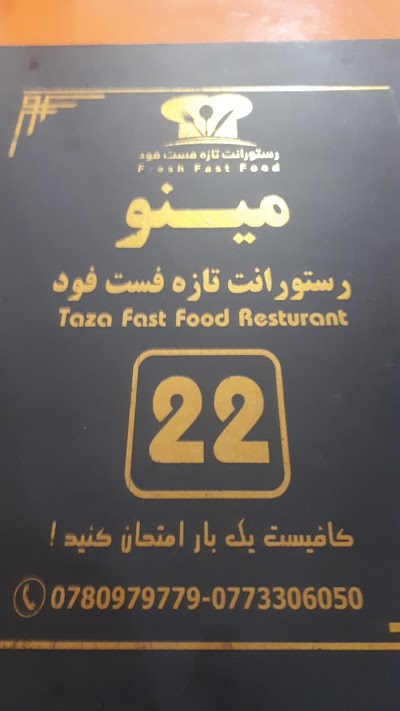 رستورانت تازه فست فود
Fresh Fast Food
مینو
رستورانت تازه فست فود
Taza Fast Food Resturant
22
کافیست یک بار امتحان کنید !
0780979779-0773306050